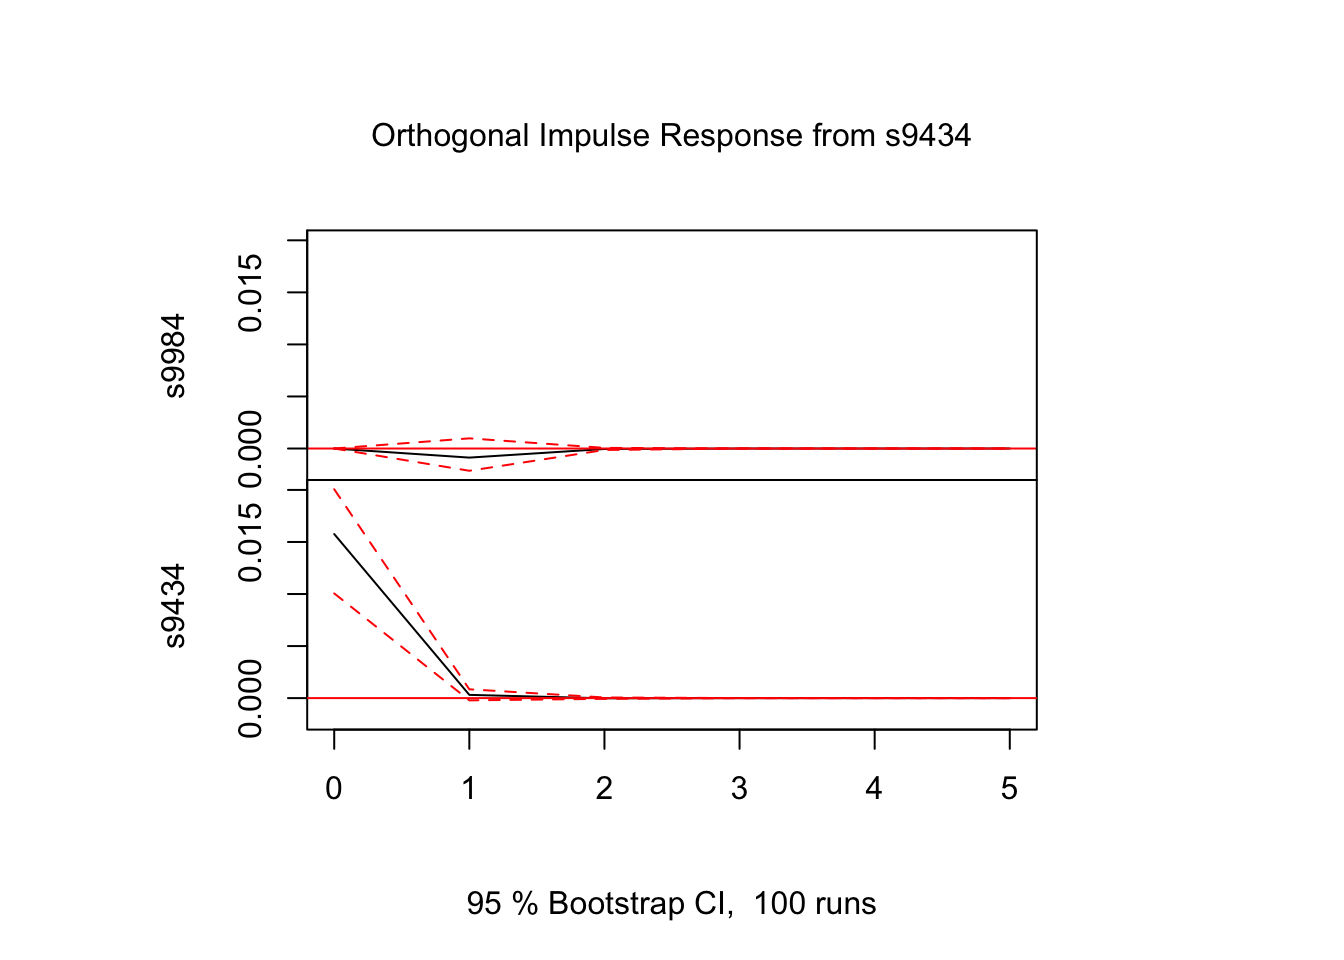 Orthogonal Impulse Response from s9434
s9984
0.015
0.000
s9434
0.015
0.000
0 1 2 3 4 5
95 % Bootstrap CI,  100 runs